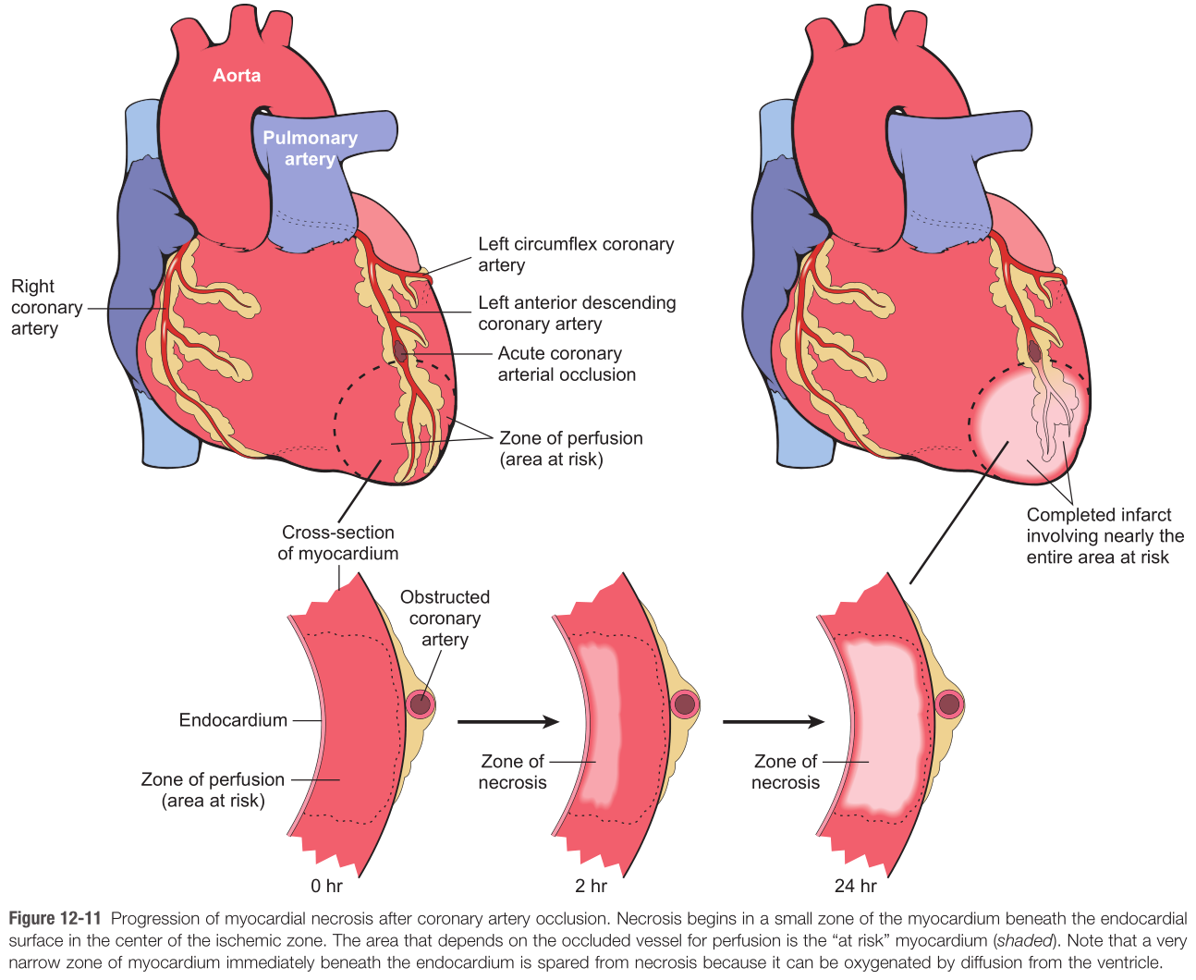 Aorta
Pulmonary
artery
Left circumflex coronary
artery
Right
coronary
artery
Left anterior descending
coronary artery
Acute coronary
arterial occlusion
Zone of perfusion
(area at risk)
Completed infarct
involving nearly the
entire area at risk
Cross-section
of myocardium
Obstructed
coronary
artery
Endocardium
Zone of perfusion
(area at risk)
Zone of
necrosis
Zone of
necrosis
0 hr
2 hr
24 hr
Figure 12-11 Progression of myocardial necrosis after coronary artery occlusion. Necrosis begins in a small zone of the myocardium beneath the endocardial
surface in the center of the ischemic zone. The area that depends on the occluded vessel for perfusion is the “at risk” myocardium (shaded). Note that a very
narrow zone of myocardium immediately beneath the endocardium is spared from necrosis because it can be oxygenated by diffusion from the ventricle.